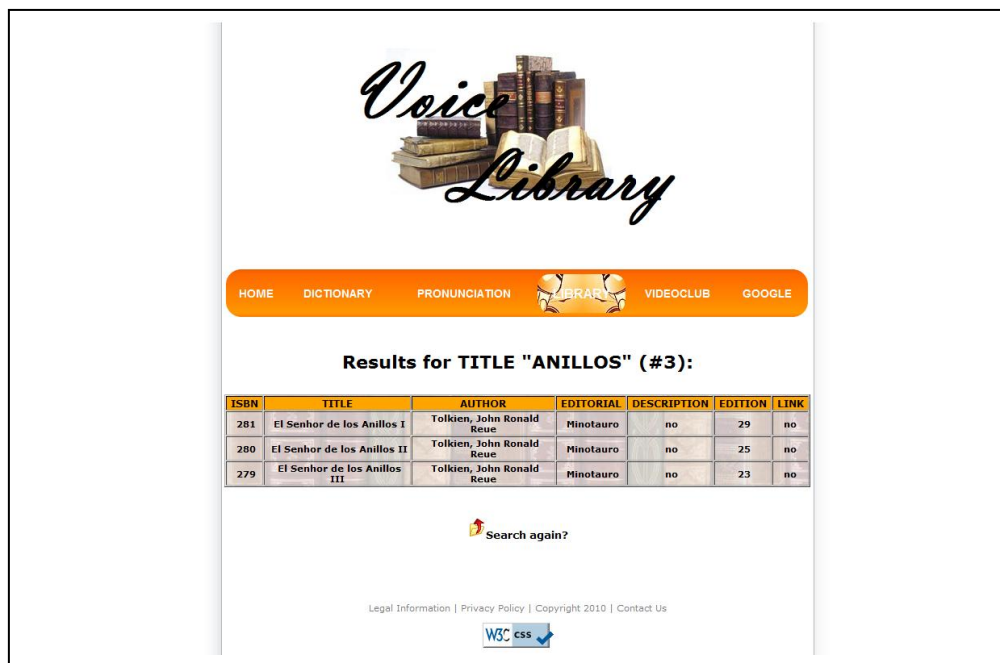 Voice
Library
HOME DICTIONARY PRONUNCIATION LIBRARY VIDEOCLUB GOOGLE
Results for TITLE "ANILLOS" (#3):
ISBN TITLE AUTHOR EDITORIAL DESCRIPTION EDITION LINK
281 El Senhor de los Anillos I Tolkien, John Ronald Reue Minotauro no 29 no
280 El Senhor de los Anillos II Tolkien, John Ronald Reue Minotauro no 25 no
279 El Senhor de los Anillos III Tolkien, John Ronald Reue Minotauro no 23 no
Search again?
Legal Information | Privacy Policy | Copyright 2010 | Contact Us
W3C css